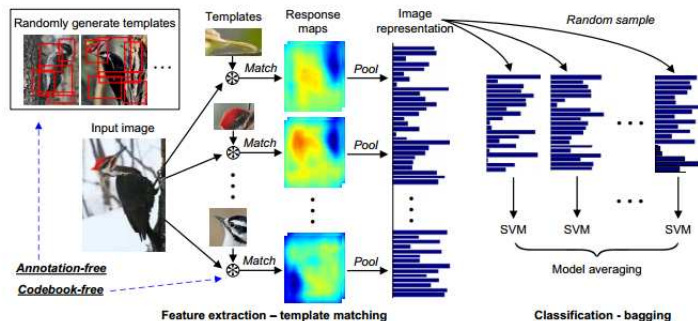 Randomly generate templates
Templates
Response
maps
Image
representation
Random sample
Match
Pool
Input image
Match
Pool
SVM
SVM
SVM
Match
Pool
Model averaging
Annotation-free
Codebook-free
Feature extraction – template matching
Classification - bagging